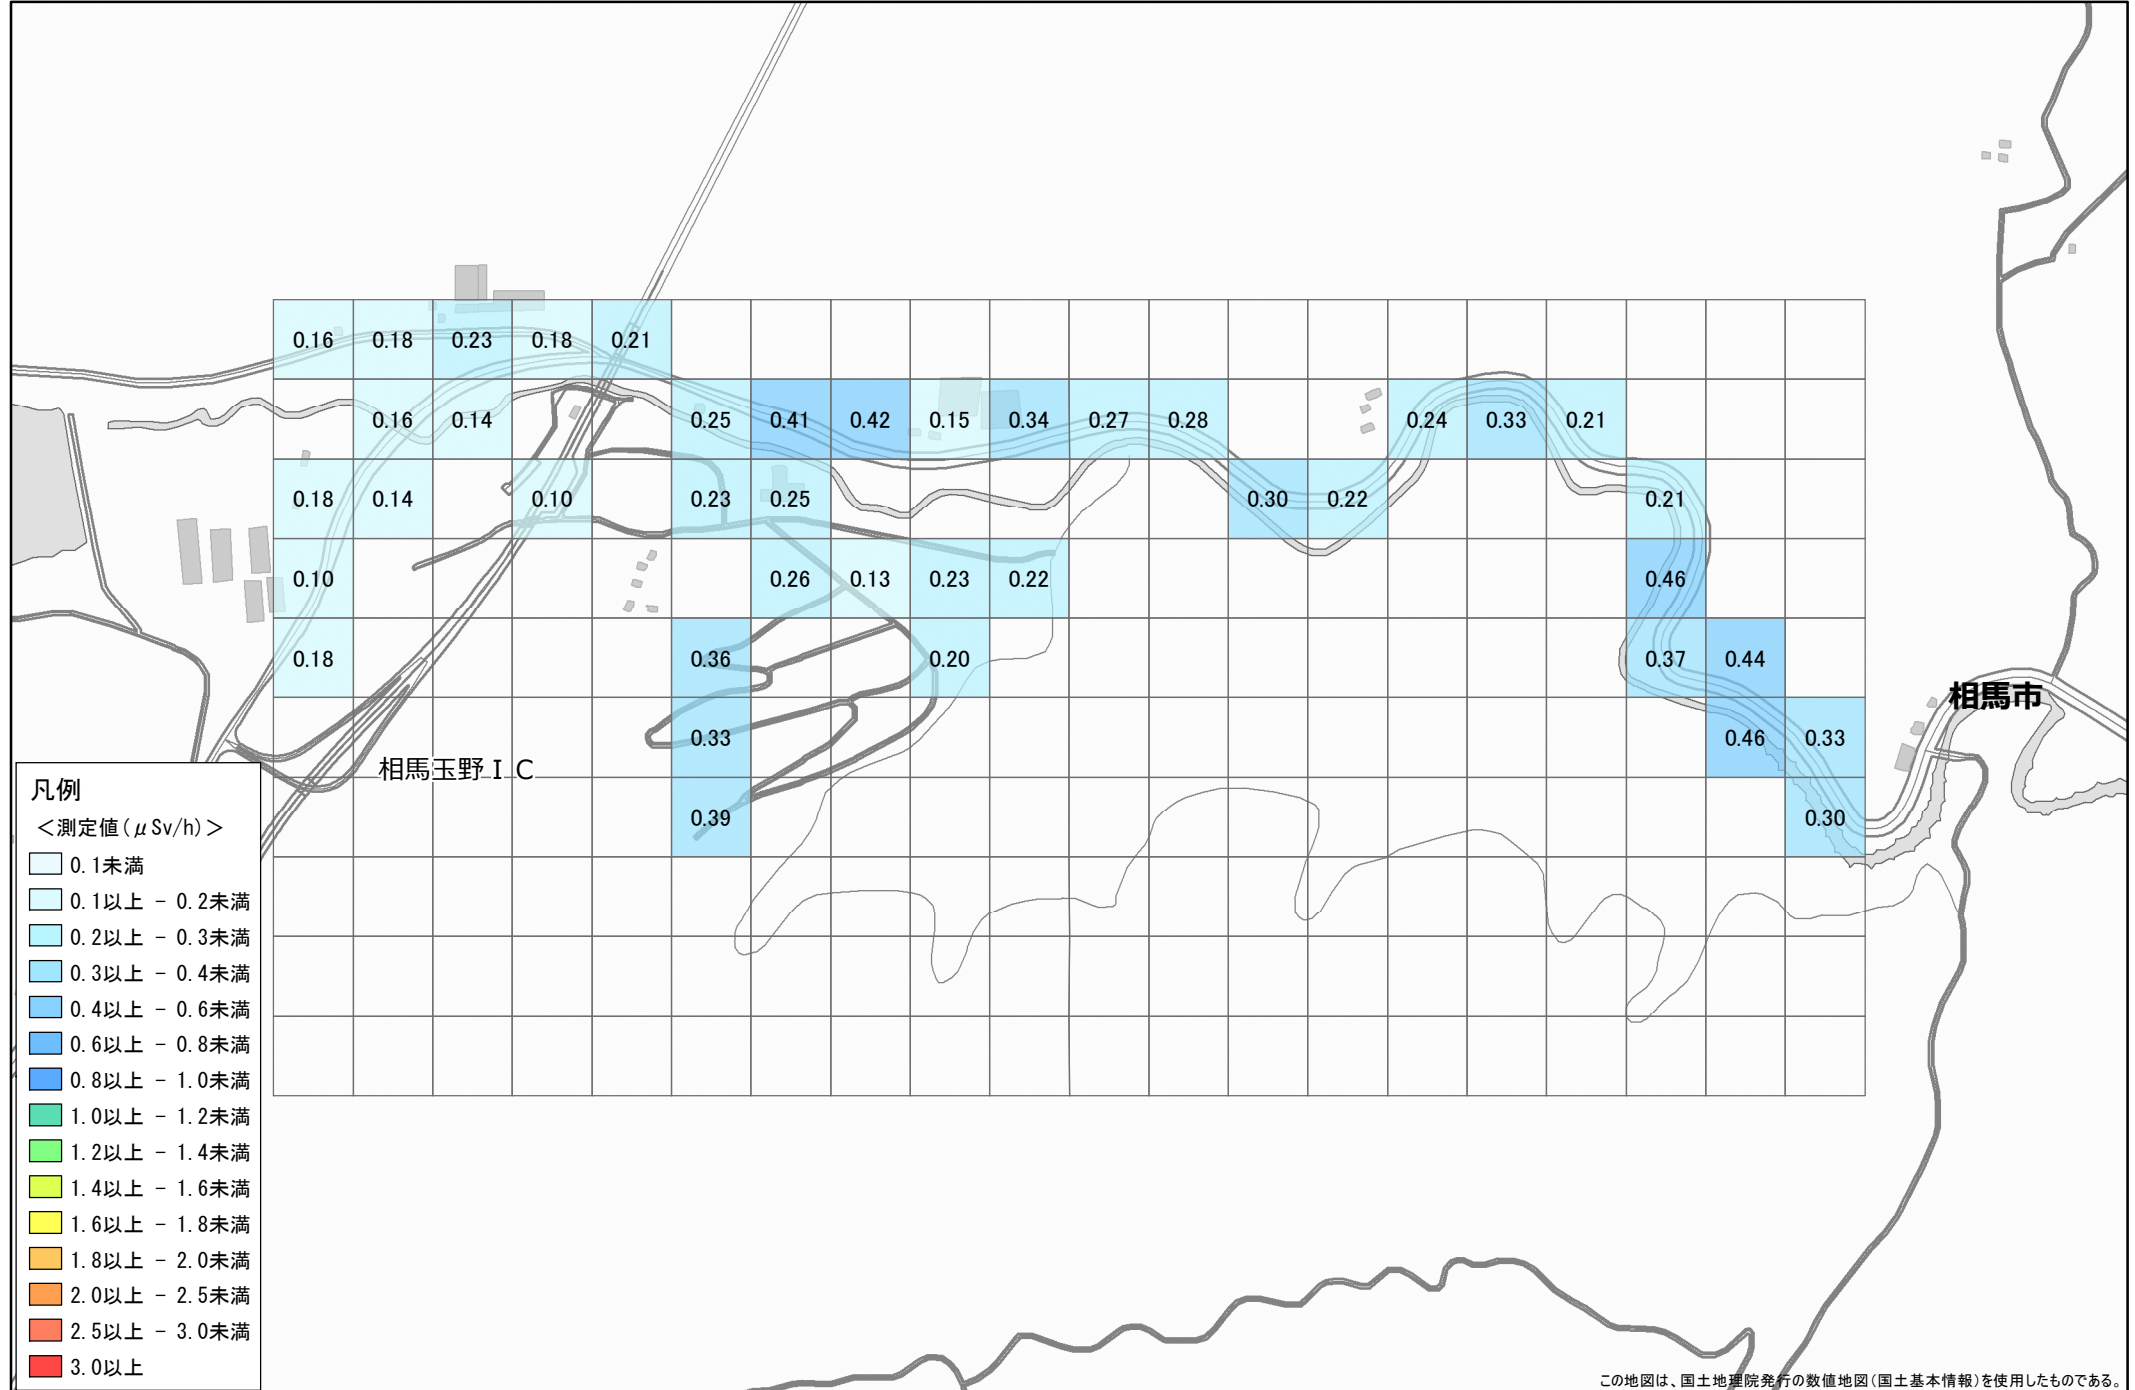 0.16 0.18 0.23 0.18 0.21
0.16 0.14 0.25 0.41 0.42 0.15 0.34 0.27 0.28 0.24 0.33 0.21
0.18 0.14 0.10 0.23 0.25 0.30 0.22 0.21
0.10 0.26 0.13 0.23 0.22 0.46
0.18 0.36 0.20 0.37 0.44
相馬市
0.33 0.46 0.33
相馬玉野ＩＣ
0.39 0.30
凡例
＜測定値(μSv/h)＞
0.1未満
0.1以上 － 0.2未満
0.2以上 － 0.3未満
0.3以上 － 0.4未満
0.4以上 － 0.6未満
0.6以上 － 0.8未満
0.8以上 － 1.0未満
1.0以上 － 1.2未満
1.2以上 － 1.4未満
1.4以上 － 1.6未満
1.6以上 － 1.8未満
1.8以上 － 2.0未満
2.0以上 － 2.5未満
2.5以上 － 3.0未満
3.0以上
この地図は、国土地理院発行の数値地図(国土基本情報)を使用したものである。